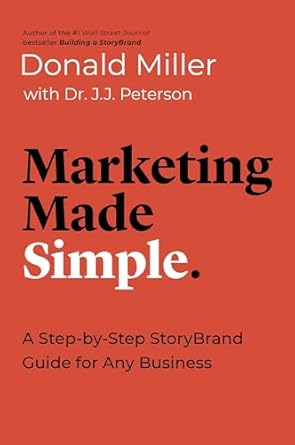 Author of the #1 Wall Street Journal
bestseller Building a StoryBrand
Donald Miller
with Dr. J.J. Peterson
Marketing
Made
Simple.
A Step-by-Step StoryBrand
Guide for Any Business